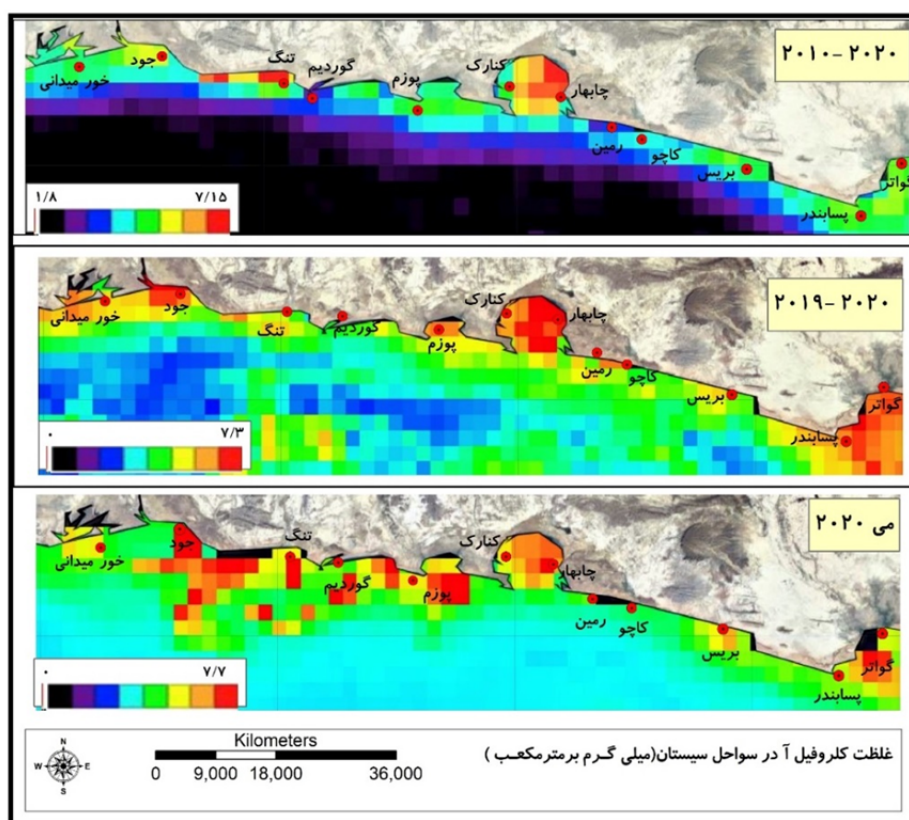 ۲۰۱۰-۲۰۲۰
خور میدانی
جود
تنگ
گوردیم
پوزم
کنارک
چابهار
رمین
کاچو
بریس
پسابندر
گواتر
۱/۸
۷/۱۵
۲۰۱۹-۲۰۲۰
خور میدانی
جود
تنگ
گوردیم
پوزم
کنارک
چابهار
رمین
کاچو
بریس
پسابندر
گواتر
۰
۷/۳
می ۲۰۲۰
خور میدانی
جود
تنگ
گوردیم
پوزم
کنارک
چابهار
رمین
کاچو
بریس
پسابندر
گواتر
۰
۷/۷
N
W
E
S
Kilometers
0 9,000 18,000 36,000
غلظت کلروفیل آ در سواحل سیستان(میلی گرم برمترمکعب )